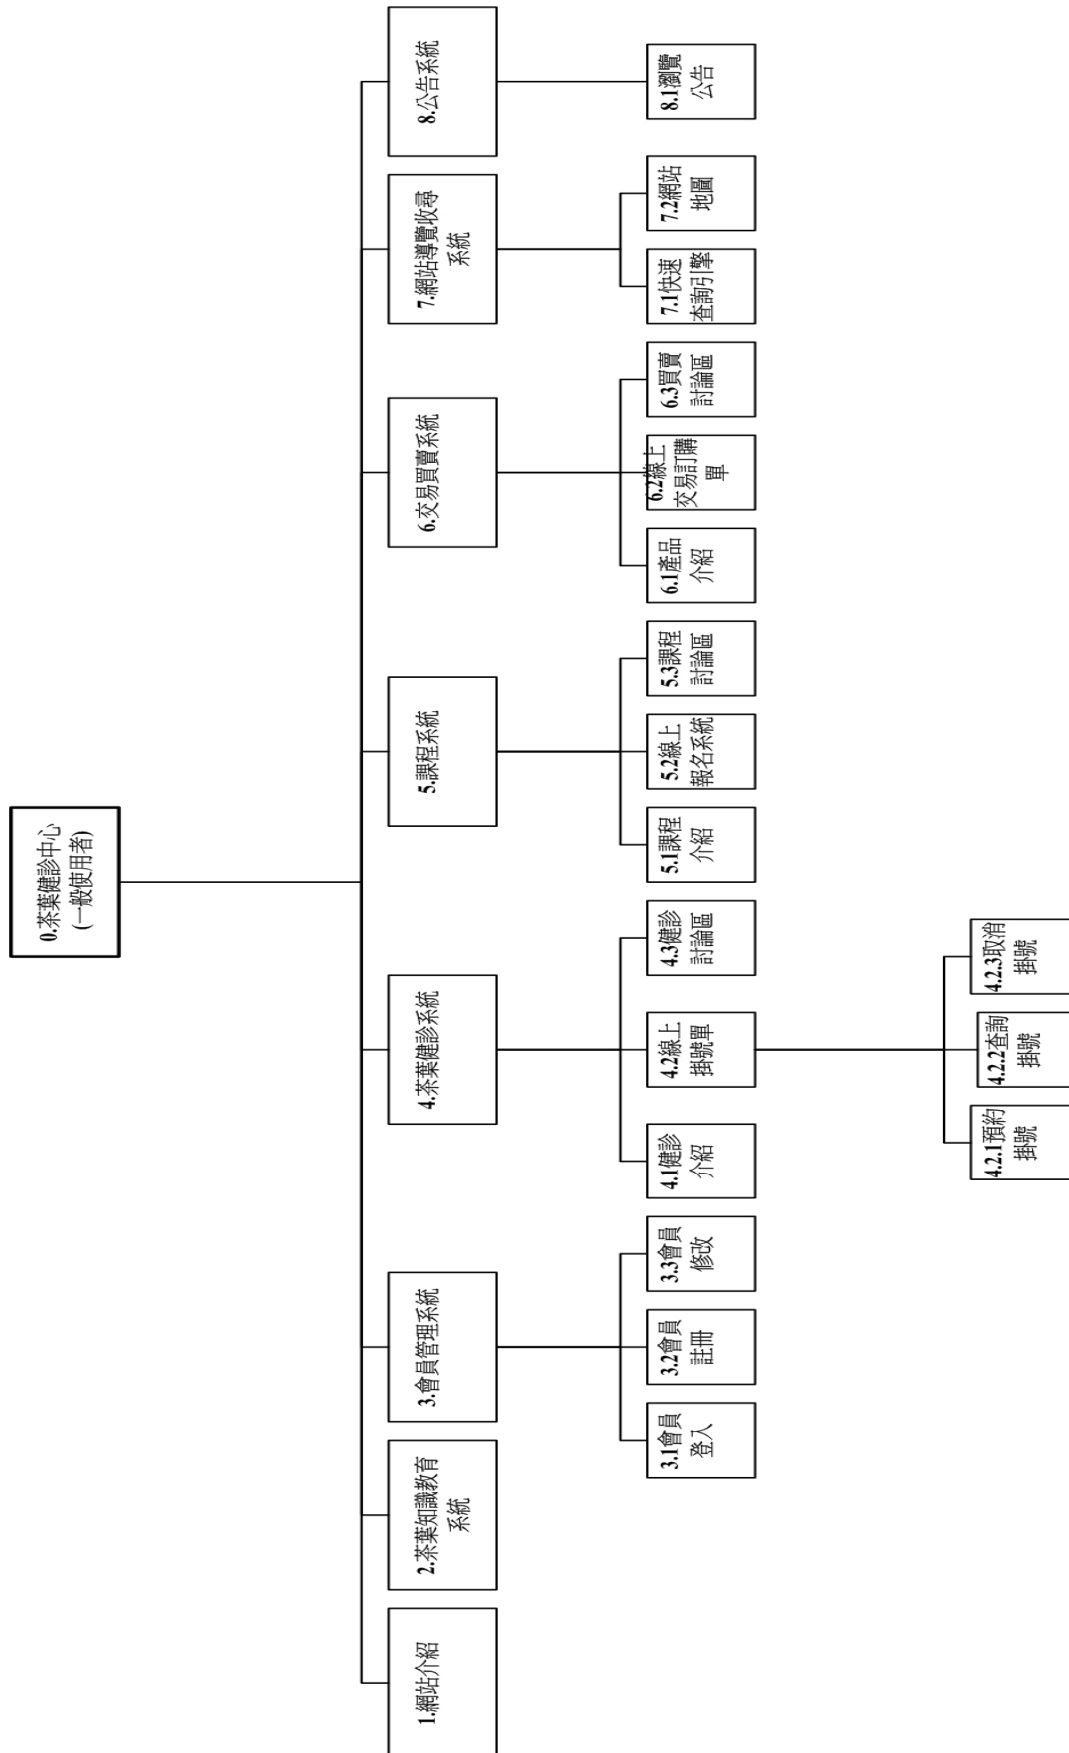 0.茶葉健診中心
(一般使用者)
1.網站介紹
2.茶葉知識教育
系統
3.會員管理系統
4.茶葉健診系統
5.課程系統
6.交易買賣系統
7.網站導覽收尋
系統
8.公告系統
3.1會員
登入
3.2會員
註冊
3.3會員
修改
4.1健診
介紹
4.2線上
掛號單
4.3健診
討論區
5.1課程
介紹
5.2線上
報名系統
5.3課程
討論區
6.1產品
介紹
6.2線上
交易訂購
單
6.3買賣
討論區
7.1快速
查詢引擎
7.2網站
地圖
8.1瀏覽
公告
4.2.1預約
掛號
4.2.2查詢
掛號
4.2.3取消
掛號